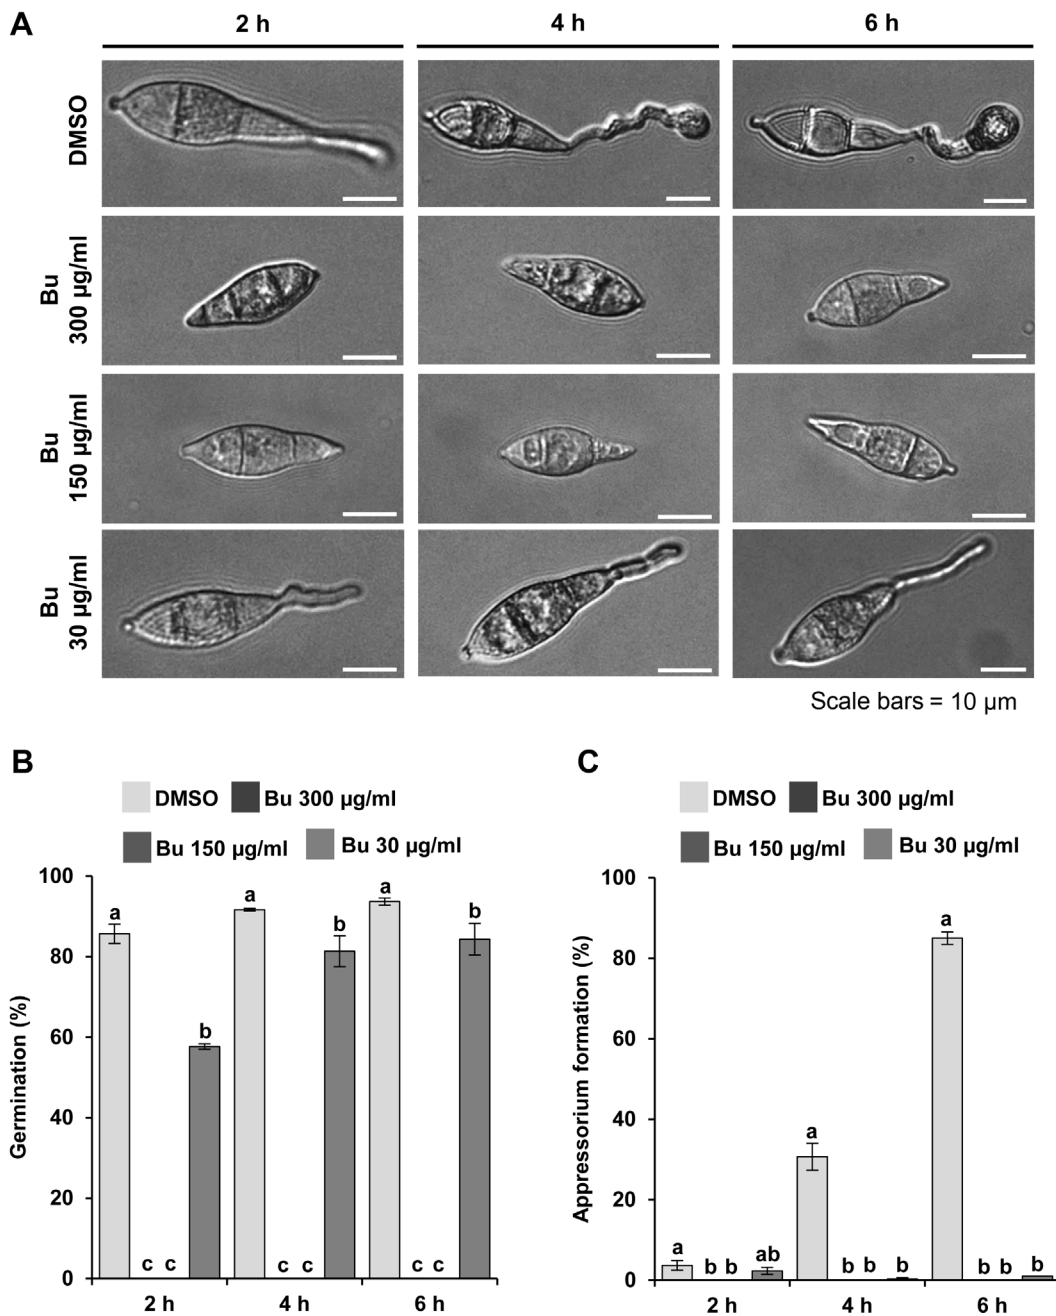 A
2 h
4 h
6 h
DMSO
Bu
300 µg/ml
Bu
150 µg/ml
Bu
30 µg/ml
Scale bars = 10 µm
B
DMSO
Bu 300 µg/ml
Bu 150 µg/ml
Bu 30 µg/ml
Germination (%)
100
80
60
40
20
0
a
c c
b
a
c c
b
a
c c
b
2 h
4 h
6 h
C
DMSO
Bu 300 µg/ml
Bu 150 µg/ml
Bu 30 µg/ml
Appressorium formation (%)
100
80
60
40
20
0
a
b b
ab
a
b b
b
a
b b
b
2 h
4 h
6 h